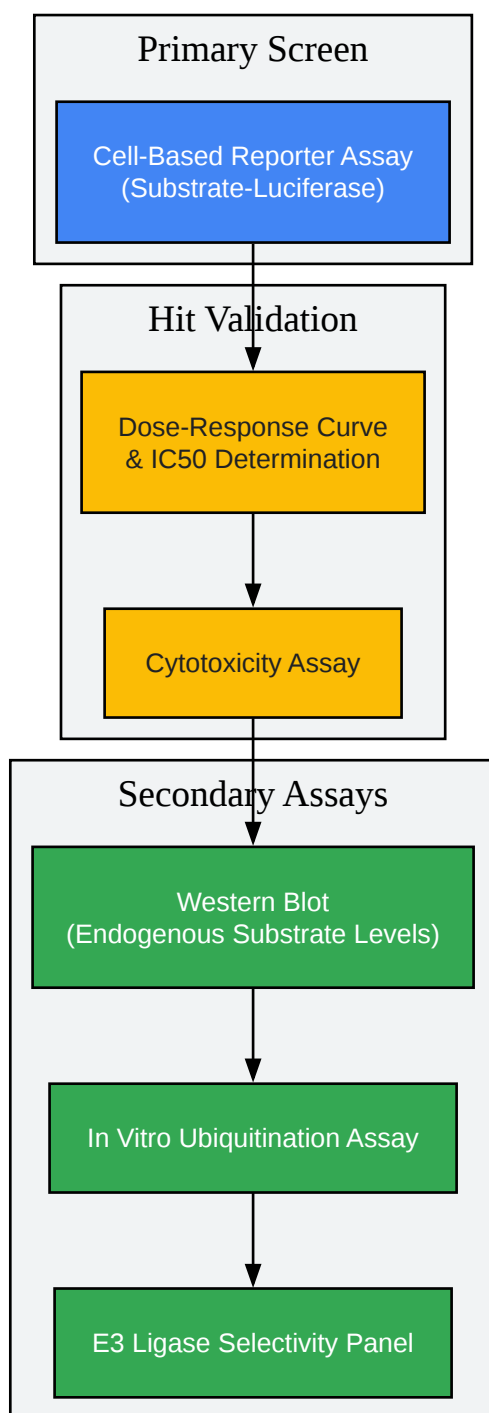 Primary Screen
Cell-Based Reporter Assay
(Substrate-Luciferase)
Hit Validation
Dose-Response Curve
& IC50 Determination
Cytotoxicity Assay
Secondary Assays
Western Blot
(Endogenous Substrate Levels)
In Vitro Ubiquitination Assay
E3 Ligase Selectivity Panel